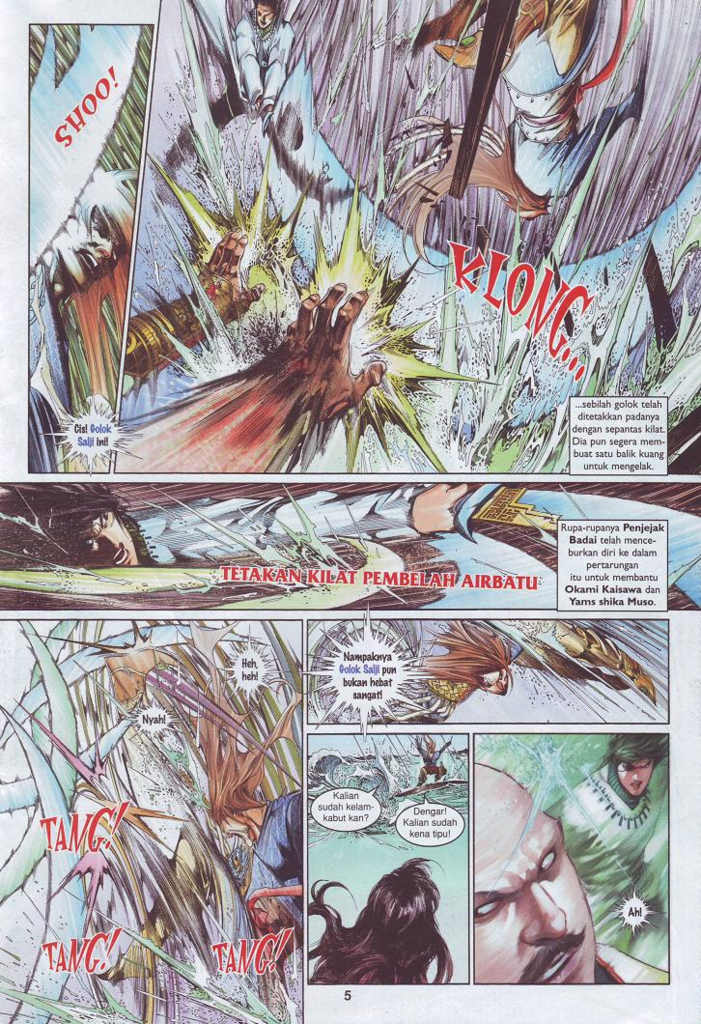 SHOO!
Cis! Golok
Salji ini!
KLONG...
...sebilah golok telah
ditetakkan padanya
dengan sepantas kilat.
Dia pun segera mem-
buat satu balik kuang
untuk mengelak.
TETAKAN KILAT PEMBELAH AIRBATU
Rupa-rupanya Penjejak
Badai telah mence-
burkan diri ke dalam
pertarungan
itu untuk membantu
Okami Kaisawa dan
Yams shika Muso.
Heh,
heh!
Nyah!
TANG!
TANG!
TANG!
Nampaknya
Golok Salji pun
bukan hebat
sangat!
Kalian
sudah kelam-
kabut kan?
Dengar!
Kalian sudah
kena tipu!
Ah!
5